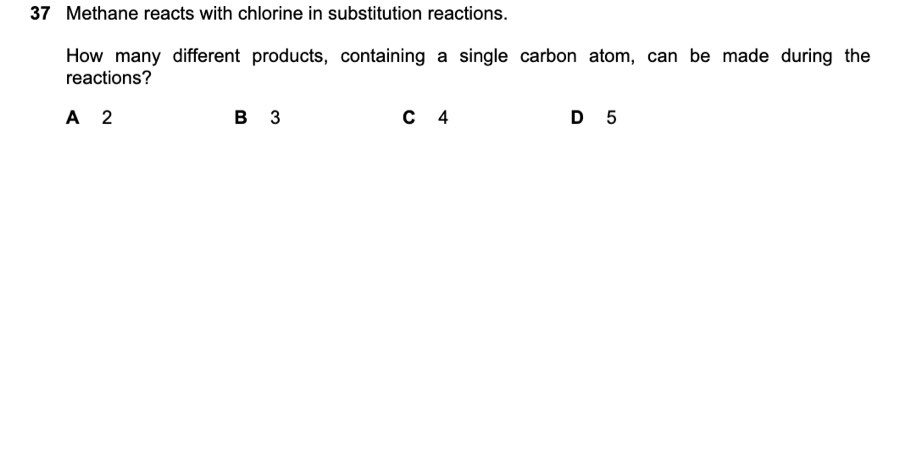 37 Methane reacts with chlorine in substitution reactions.
How many different products, containing a single carbon atom, can be made during the
reactions?
A 2 B 3 C 4 D 5